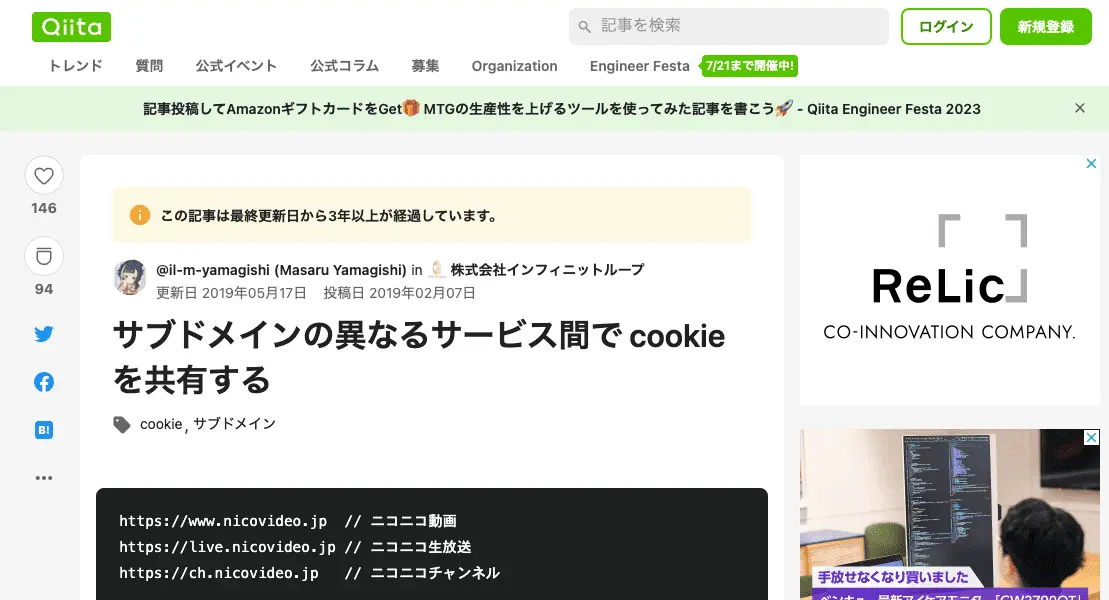 Qiita
記事を検索
ログイン
新規登録
トレンド
質問
公式イベント
公式コラム
募集
Organization
Engineer Festa
7/21まで開催中!
記事投稿してAmazonギフトカードをGet🎁 MTGの生産性を上げるツールを使ってみた記事を書こう🚀 - Qiita Engineer Festa 2023
146
94
B!
この記事は最終更新日から3年以上が経過しています。
@il-m-yamagishi (Masaru Yamagishi) in 株式会社インフィニットループ
更新日 2019年05月17日 投稿日 2019年02月07日
サブドメインの異なるサービス間で cookie
を共有する
cookie, サブドメイン
https://www.nicovideo.jp // ニコニコ動画
https://live.nicovideo.jp // ニコニコ生放送
https://ch.nicovideo.jp // ニコニコチャンネル
ReLic
CO-INNOVATION COMPANY.
手放せなくなり買いました